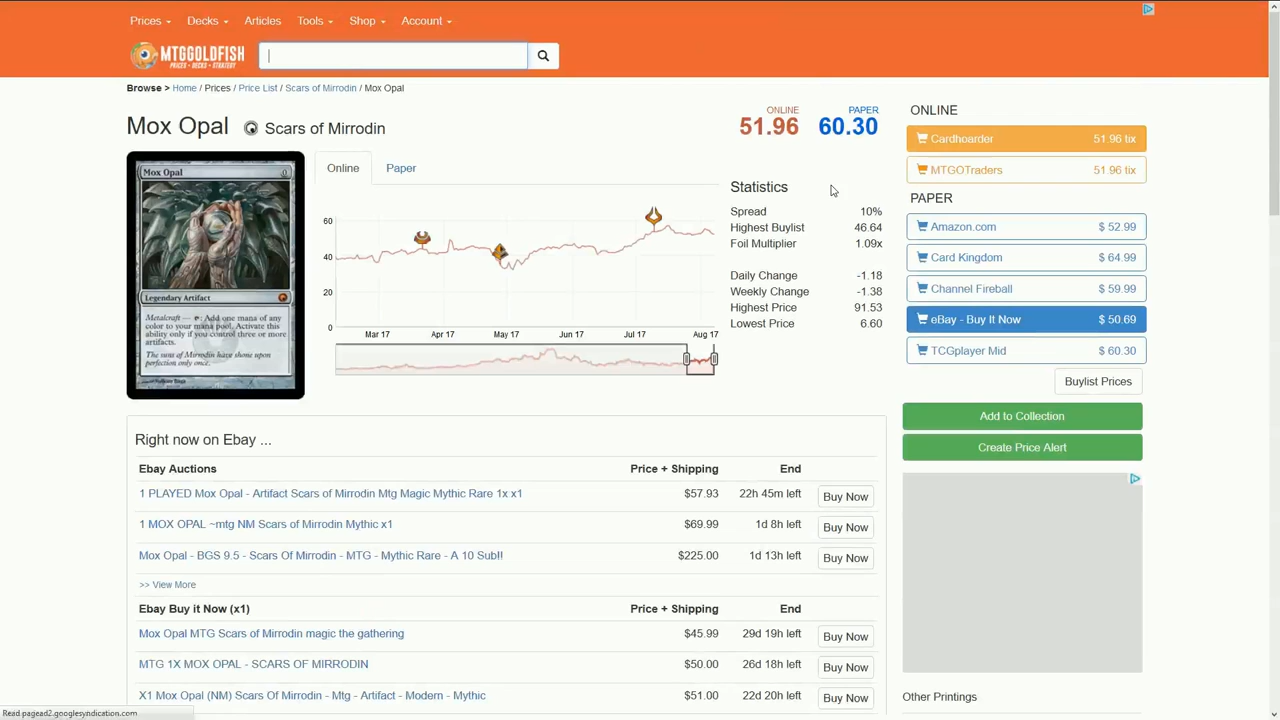 Prices Decks Articles Tools Shop Account
MTGGOLDFISH
PRICES • DECKS • STRATEGY
Browse > Home / Prices / Price List / Scars of Mirrodin / Mox Opal
Mox Opal Scars of Mirrodin
ONLINE
51.96
PAPER
60.30
Mox Opal 0
Legendary Artifact
Metalcraft — : Add one mana of any
color to your mana pool. Activate this
ability only if you control three or more
artifacts.
The suns of Mirrodin have shone upon
perfection only once.
Online Paper
60
40
20
0
Mar 17 Apr 17 May 17 Jun 17 Jul 17 Aug 17
Statistics
Spread 10%
Highest Buylist 46.64
Foil Multiplier 1.09x
Daily Change -1.18
Weekly Change -1.38
Highest Price 91.53
Lowest Price 6.60
ONLINE
Cardhoarder 51.96 tix
MTGOTraders 51.96 tix
PAPER
Amazon.com $ 52.99
Card Kingdom $ 64.99
Channel Fireball $ 59.99
eBay - Buy It Now $ 50.69
TCGplayer Mid $ 60.30
Buylist Prices
Add to Collection
Create Price Alert
Right now on Ebay ...
Ebay Auctions Price + Shipping End
1 PLAYED Mox Opal - Artifact Scars of Mirrodin Mtg Magic Mythic Rare 1x x1 $57.93 22h 45m left Buy Now
1 MOX OPAL ~mtg NM Scars of Mirrodin Mythic x1 $69.99 1d 8h left Buy Now
Mox Opal - BGS 9.5 - Scars Of Mirrodin - MTG - Mythic Rare - A 10 Sub!! $225.00 1d 13h left Buy Now
>> View More
Ebay Buy it Now (x1) Price + Shipping End
Mox Opal MTG Scars of Mirrodin magic the gathering $45.99 29d 19h left Buy Now
MTG 1X MOX OPAL - SCARS OF MIRRODIN $50.00 26d 18h left Buy Now
X1 Mox Opal (NM) Scars Of Mirrodin - Mtg - Artifact - Modern - Mythic $51.00 22d 20h left Buy Now
Other Printings
Read pagead2.googlesyndication.com